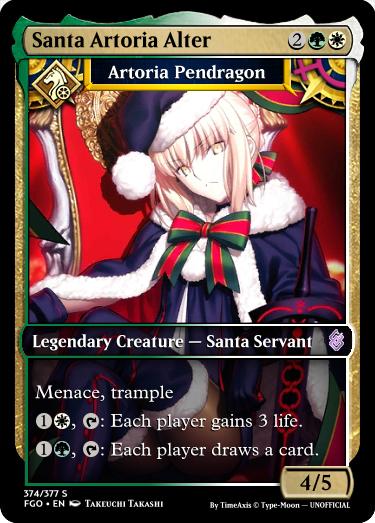 Santa Artoria Alter 2
Artoria Pendragon
Legendary Creature — Santa Servant
Menace, trample
1, : Each player gains 3 life.
1, : Each player draws a card.
4/5
374/377 S
FGO • EN Takeuchi Takashi
By TimeAxis © Type-Moon — UNOFFICIAL